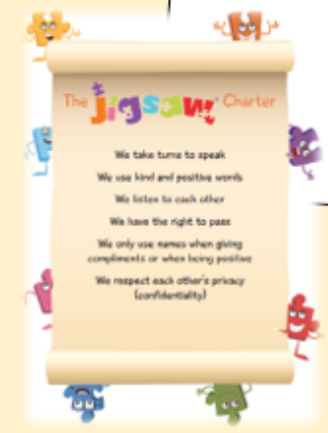 The Jigsaw Charter
We take turns to speak
We use kind and positive words
We listen to each other
We have the right to pass
We only use names when giving
compliments or when being positive
We respect each other's privacy
(confidentiality)